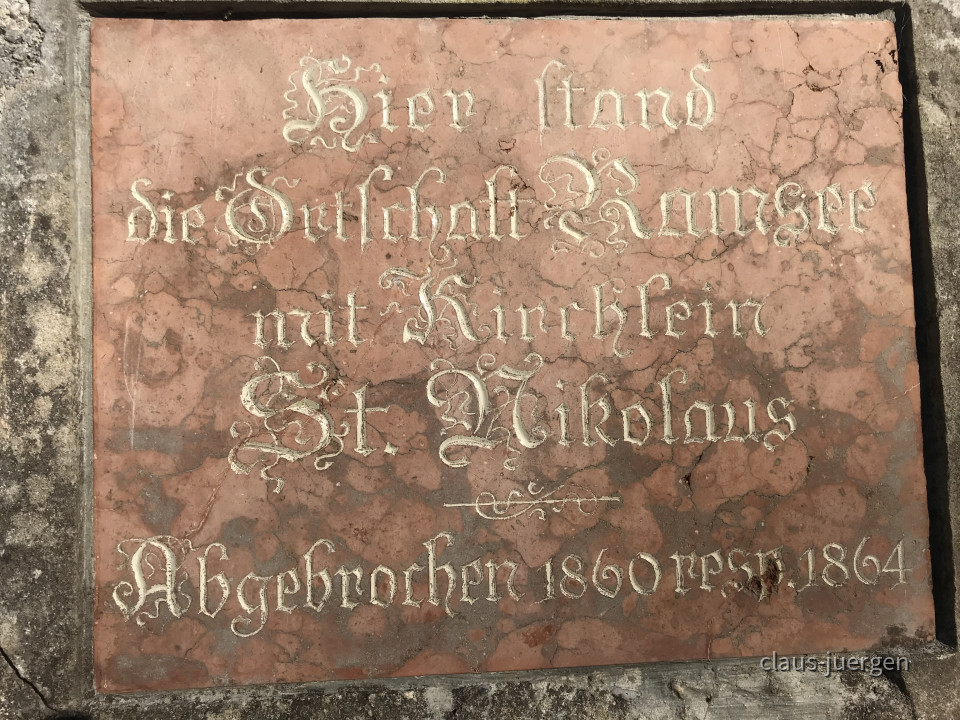 Hier stand
die Ortschaft Ramsee
mit Kirchlein
St. Nikolaus
Abgebrochen 1860 resp. 1864
claus-juergen